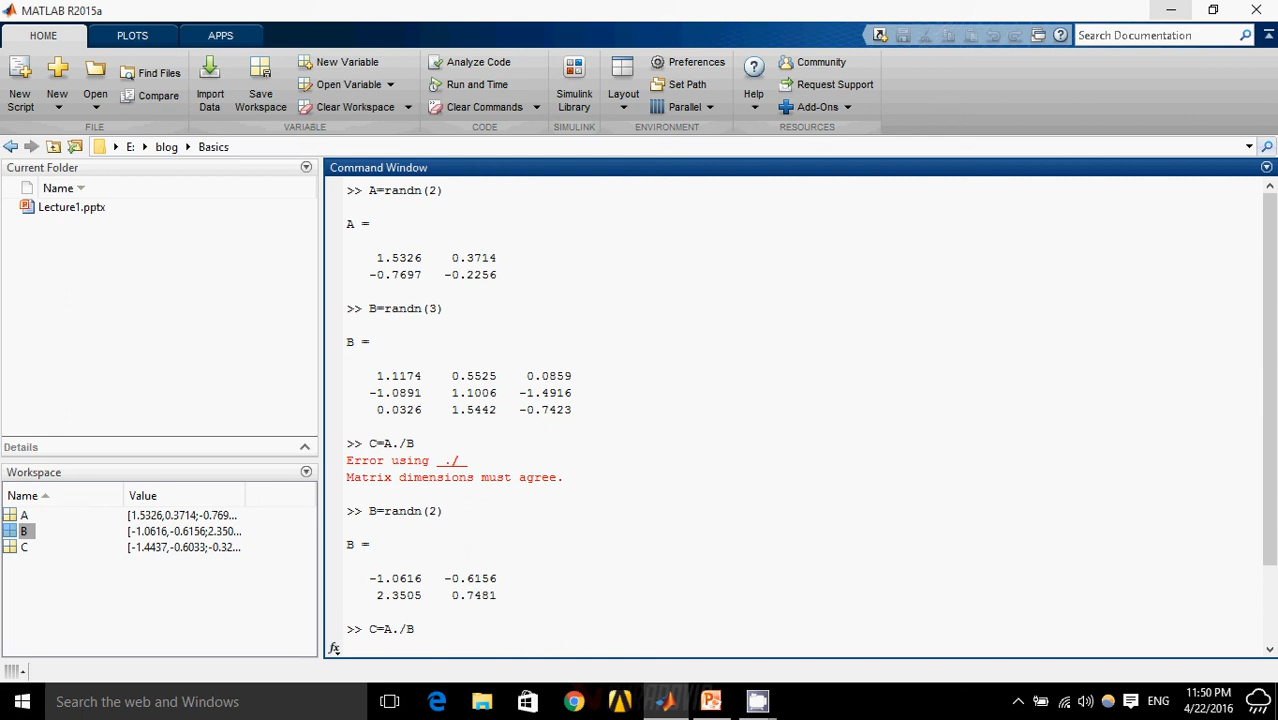 MATLAB R2015a
HOME PLOTS APPS
Search Documentation
New Script
New
Open
Find Files
Compare
FILE
Import Data
Save Workspace
New Variable
Open Variable
Clear Workspace
VARIABLE
Analyze Code
Run and Time
Clear Commands
CODE
Simulink Library
SIMULINK
Layout
Preferences
Set Path
Parallel
ENVIRONMENT
Help
Community
Request Support
Add-Ons
RESOURCES
E: blog Basics
Current Folder
Name
Lecture1.pptx
Details
Workspace
Name Value
A [1.5326,0.3714;-0.769...
B [-1.0616,-0.6156;2.350...
C [-1.4437,-0.6033;-0.32...
Command Window
>> A=randn(2)
A =
1.5326 0.3714
-0.7697 -0.2256
>> B=randn(3)
B =
1.1174 0.5525 0.0859
-1.0891 1.1006 -1.4916
0.0326 1.5442 -0.7423
>> C=A./B
Error using ./
Matrix dimensions must agree.
>> B=randn(2)
B =
-1.0616 -0.6156
2.3505 0.7481
>> C=A./B
fx
Search the web and Windows
ENG
11:50 PM
4/22/2016